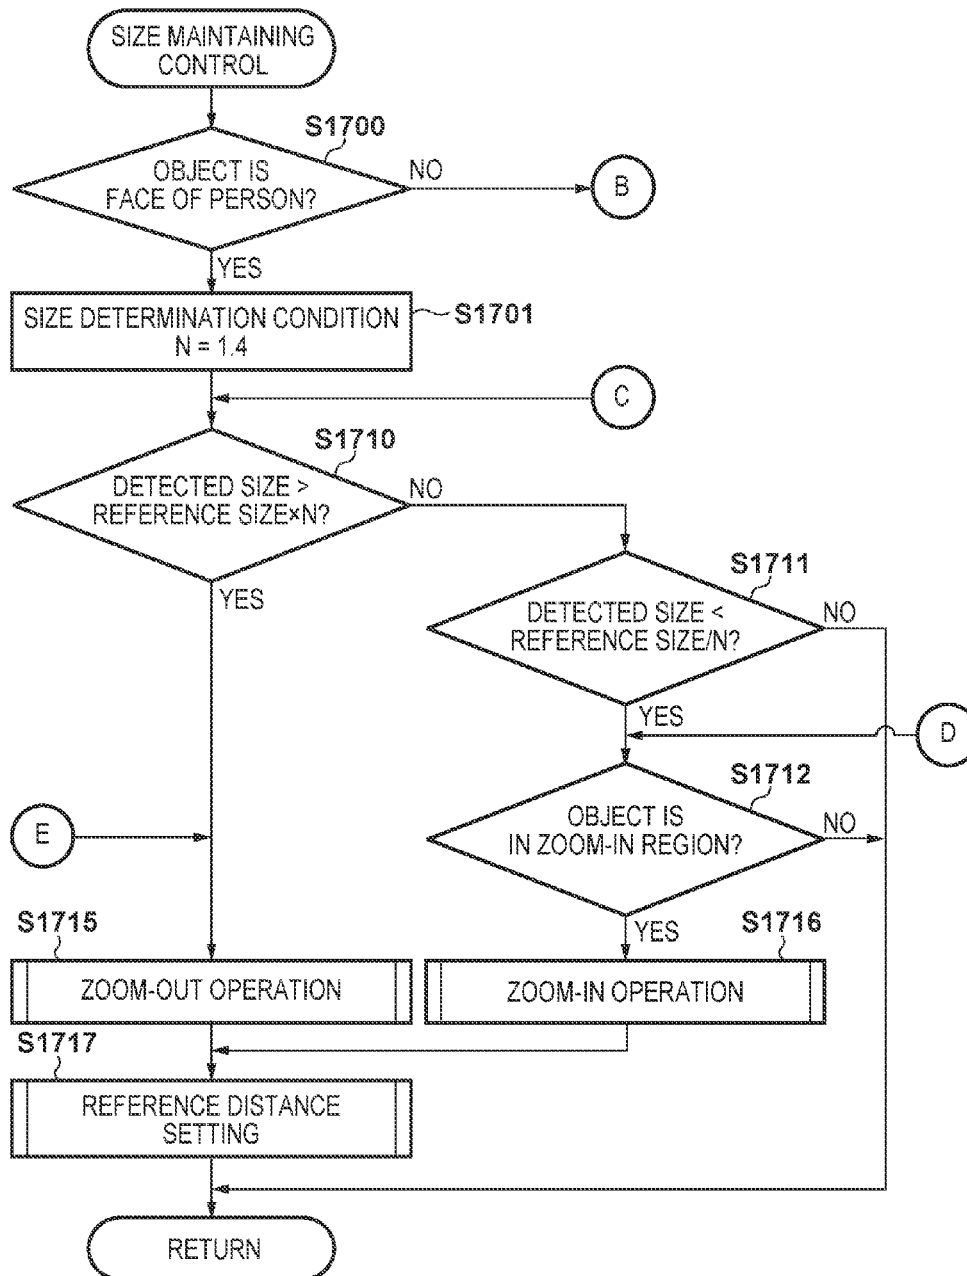 SIZE MAINTAINING
CONTROL
S1700
OBJECT IS
FACE OF PERSON?
NO
B
YES
SIZE DETERMINATION CONDITION
N = 1.4
S1701
C
S1710
DETECTED SIZE >
REFERENCE SIZE×N?
NO
YES
S1711
DETECTED SIZE <
REFERENCE SIZE/N?
NO
YES
D
S1712
OBJECT IS
IN ZOOM-IN REGION?
NO
E
YES
S1715
ZOOM-OUT OPERATION
S1716
ZOOM-IN OPERATION
S1717
REFERENCE DISTANCE
SETTING
RETURN